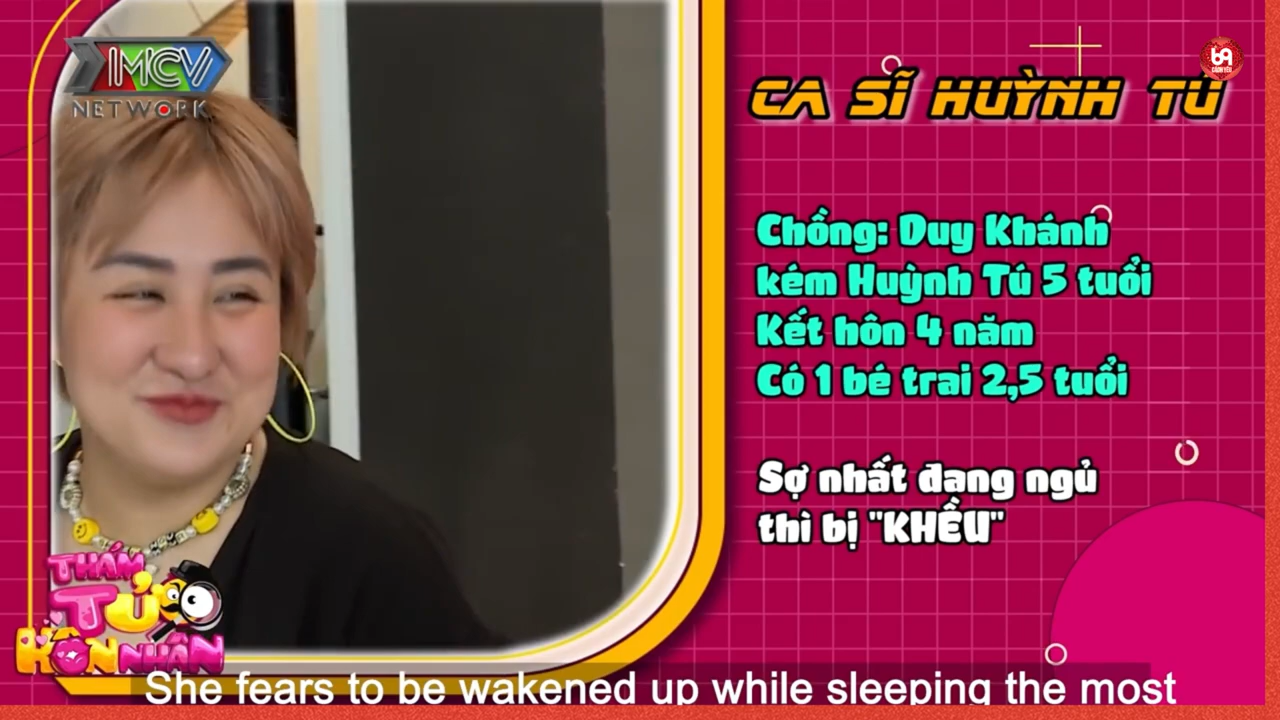 MCV
NETWORK
CA SĨ HUỲNH TÚ
Chồng: Duy Khánh
kém Huỳnh Tú 5 tuổi
Kết hôn 4 năm
Có 1 bé trai 2,5 tuổi
Sợ nhất đang ngủ
thì bị "KHỀU"
THÁM
TỬ
HÔN NHÂN
She fears to be wakened up while sleeping the most